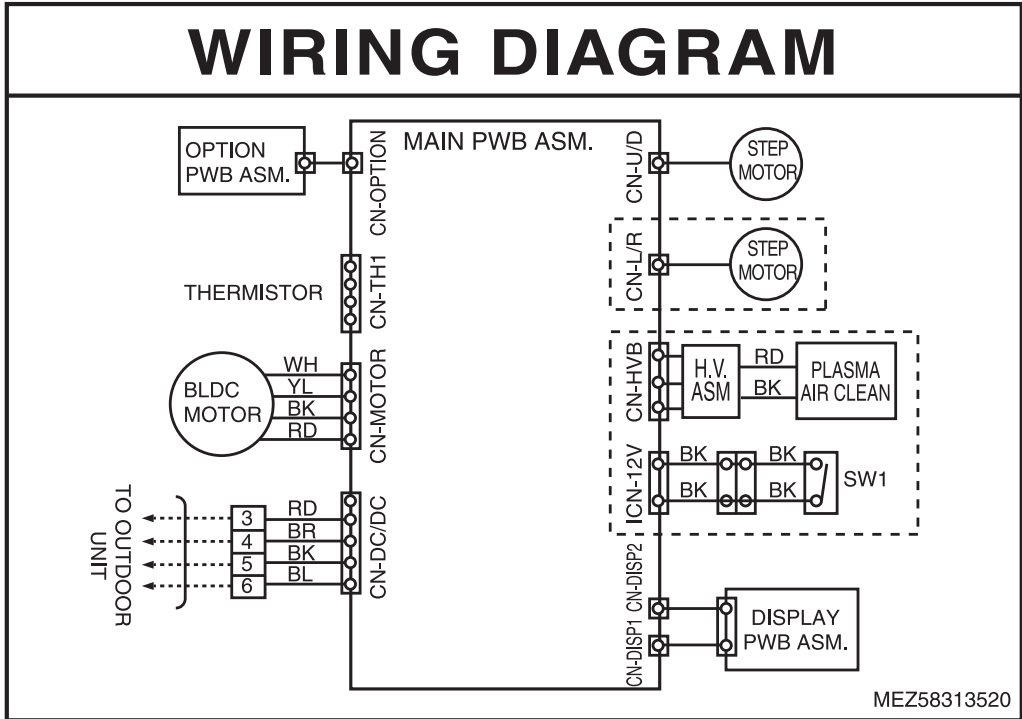 WIRING DIAGRAM
MAIN PWB ASM.
OPTION
PWB ASM.
CN-OPTION
THERMISTOR
CN-TH1
BLDC
MOTOR
WH
YL
BK
RD
CN-MOTOR
TO OUTDOOR
UNIT
3
4
5
6
RD
BR
BK
BL
CN-DC/DC
CN-U/D
STEP
MOTOR
CN-L/R
STEP
MOTOR
CN-HVB
H.V.
ASM
RD
BK
PLASMA
AIR CLEAN
ICN-12V
BK
BK
BK
BK
SW1
CN-DISP2
CN-DISP1
DISPLAY
PWB ASM.
MEZ58313520